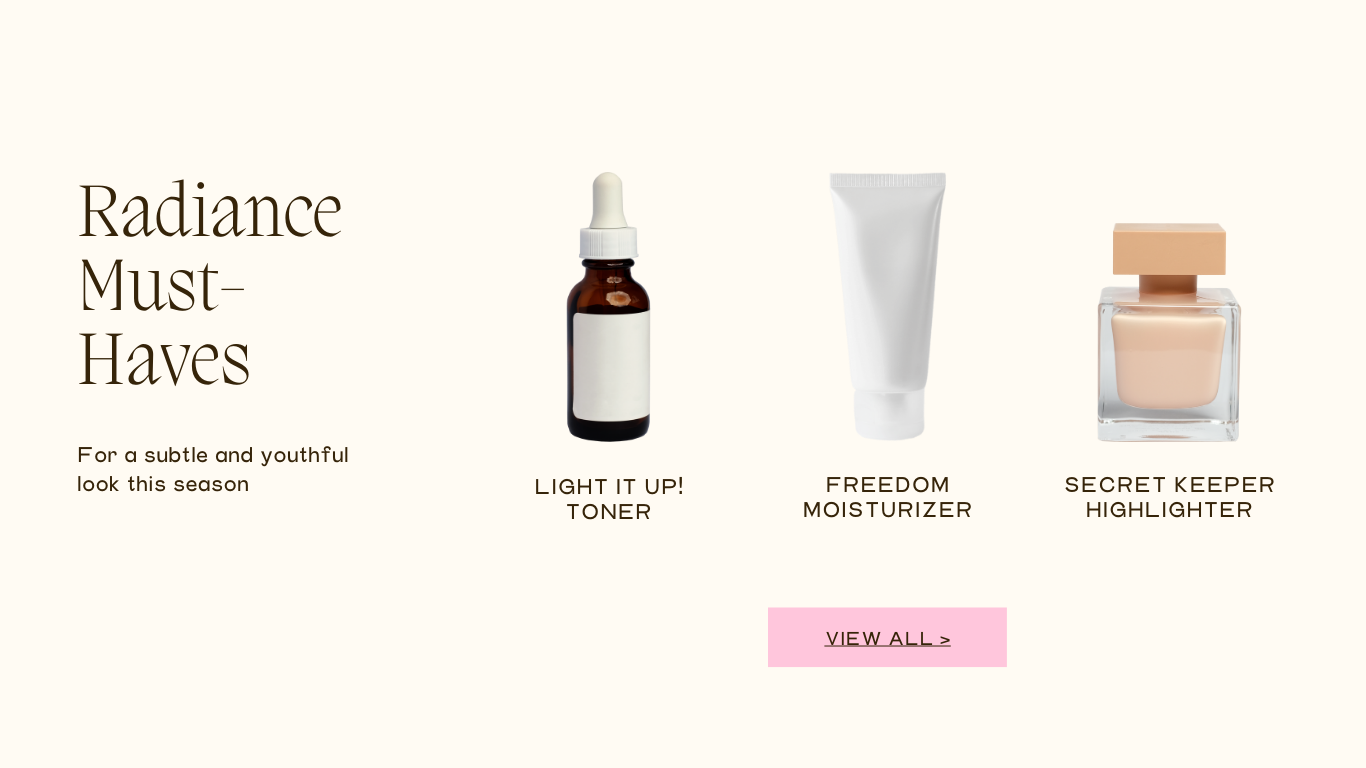 Radiance
Must-
Haves
For a subtle and youthful
look this season
LIGHT IT UP!
TONER
FREEDOM
MOISTURIZER
SECRET KEEPER
HIGHLIGHTER
VIEW ALL >